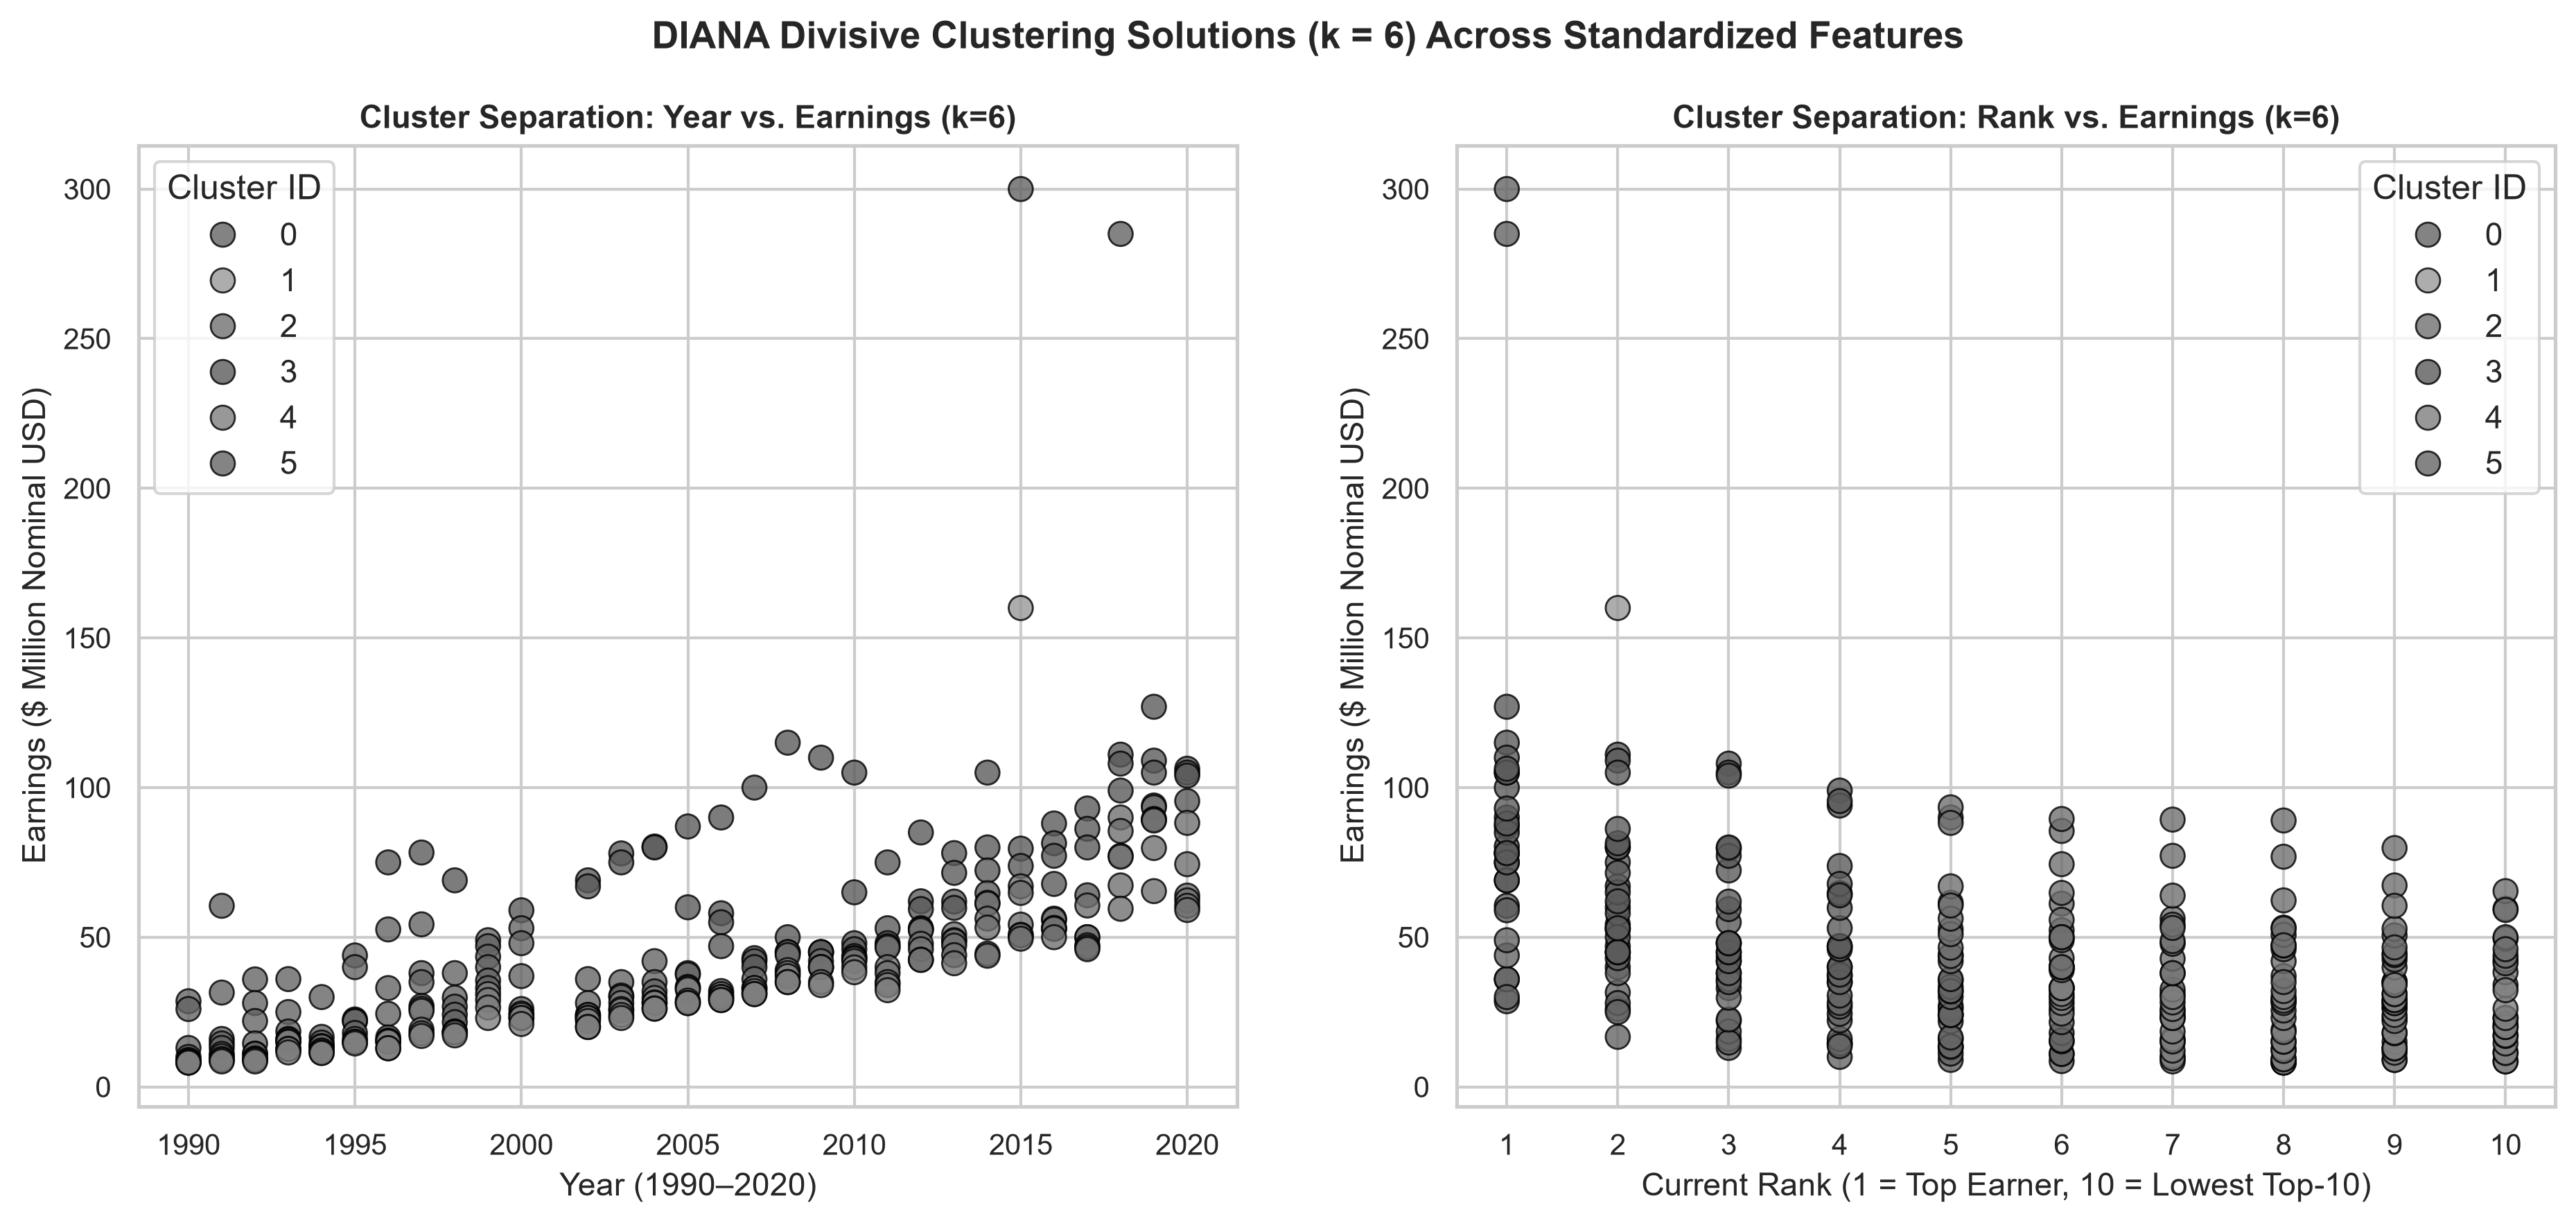 DIANA Divisive Clustering Solutions (k = 6) Across Standardized Features
Cluster Separation: Year vs. Earnings (k=6)
Cluster ID
0
1
2
3
4
5
300
250
200
150
100
50
0
Earnings ($ Million Nominal USD)
1990 1995 2000 2005 2010 2015 2020
Year (1990–2020)
Cluster Separation: Rank vs. Earnings (k=6)
Cluster ID
0
1
2
3
4
5
300
250
200
150
100
50
0
Earnings ($ Million Nominal USD)
1 2 3 4 5 6 7 8 9 10
Current Rank (1 = Top Earner, 10 = Lowest Top-10)